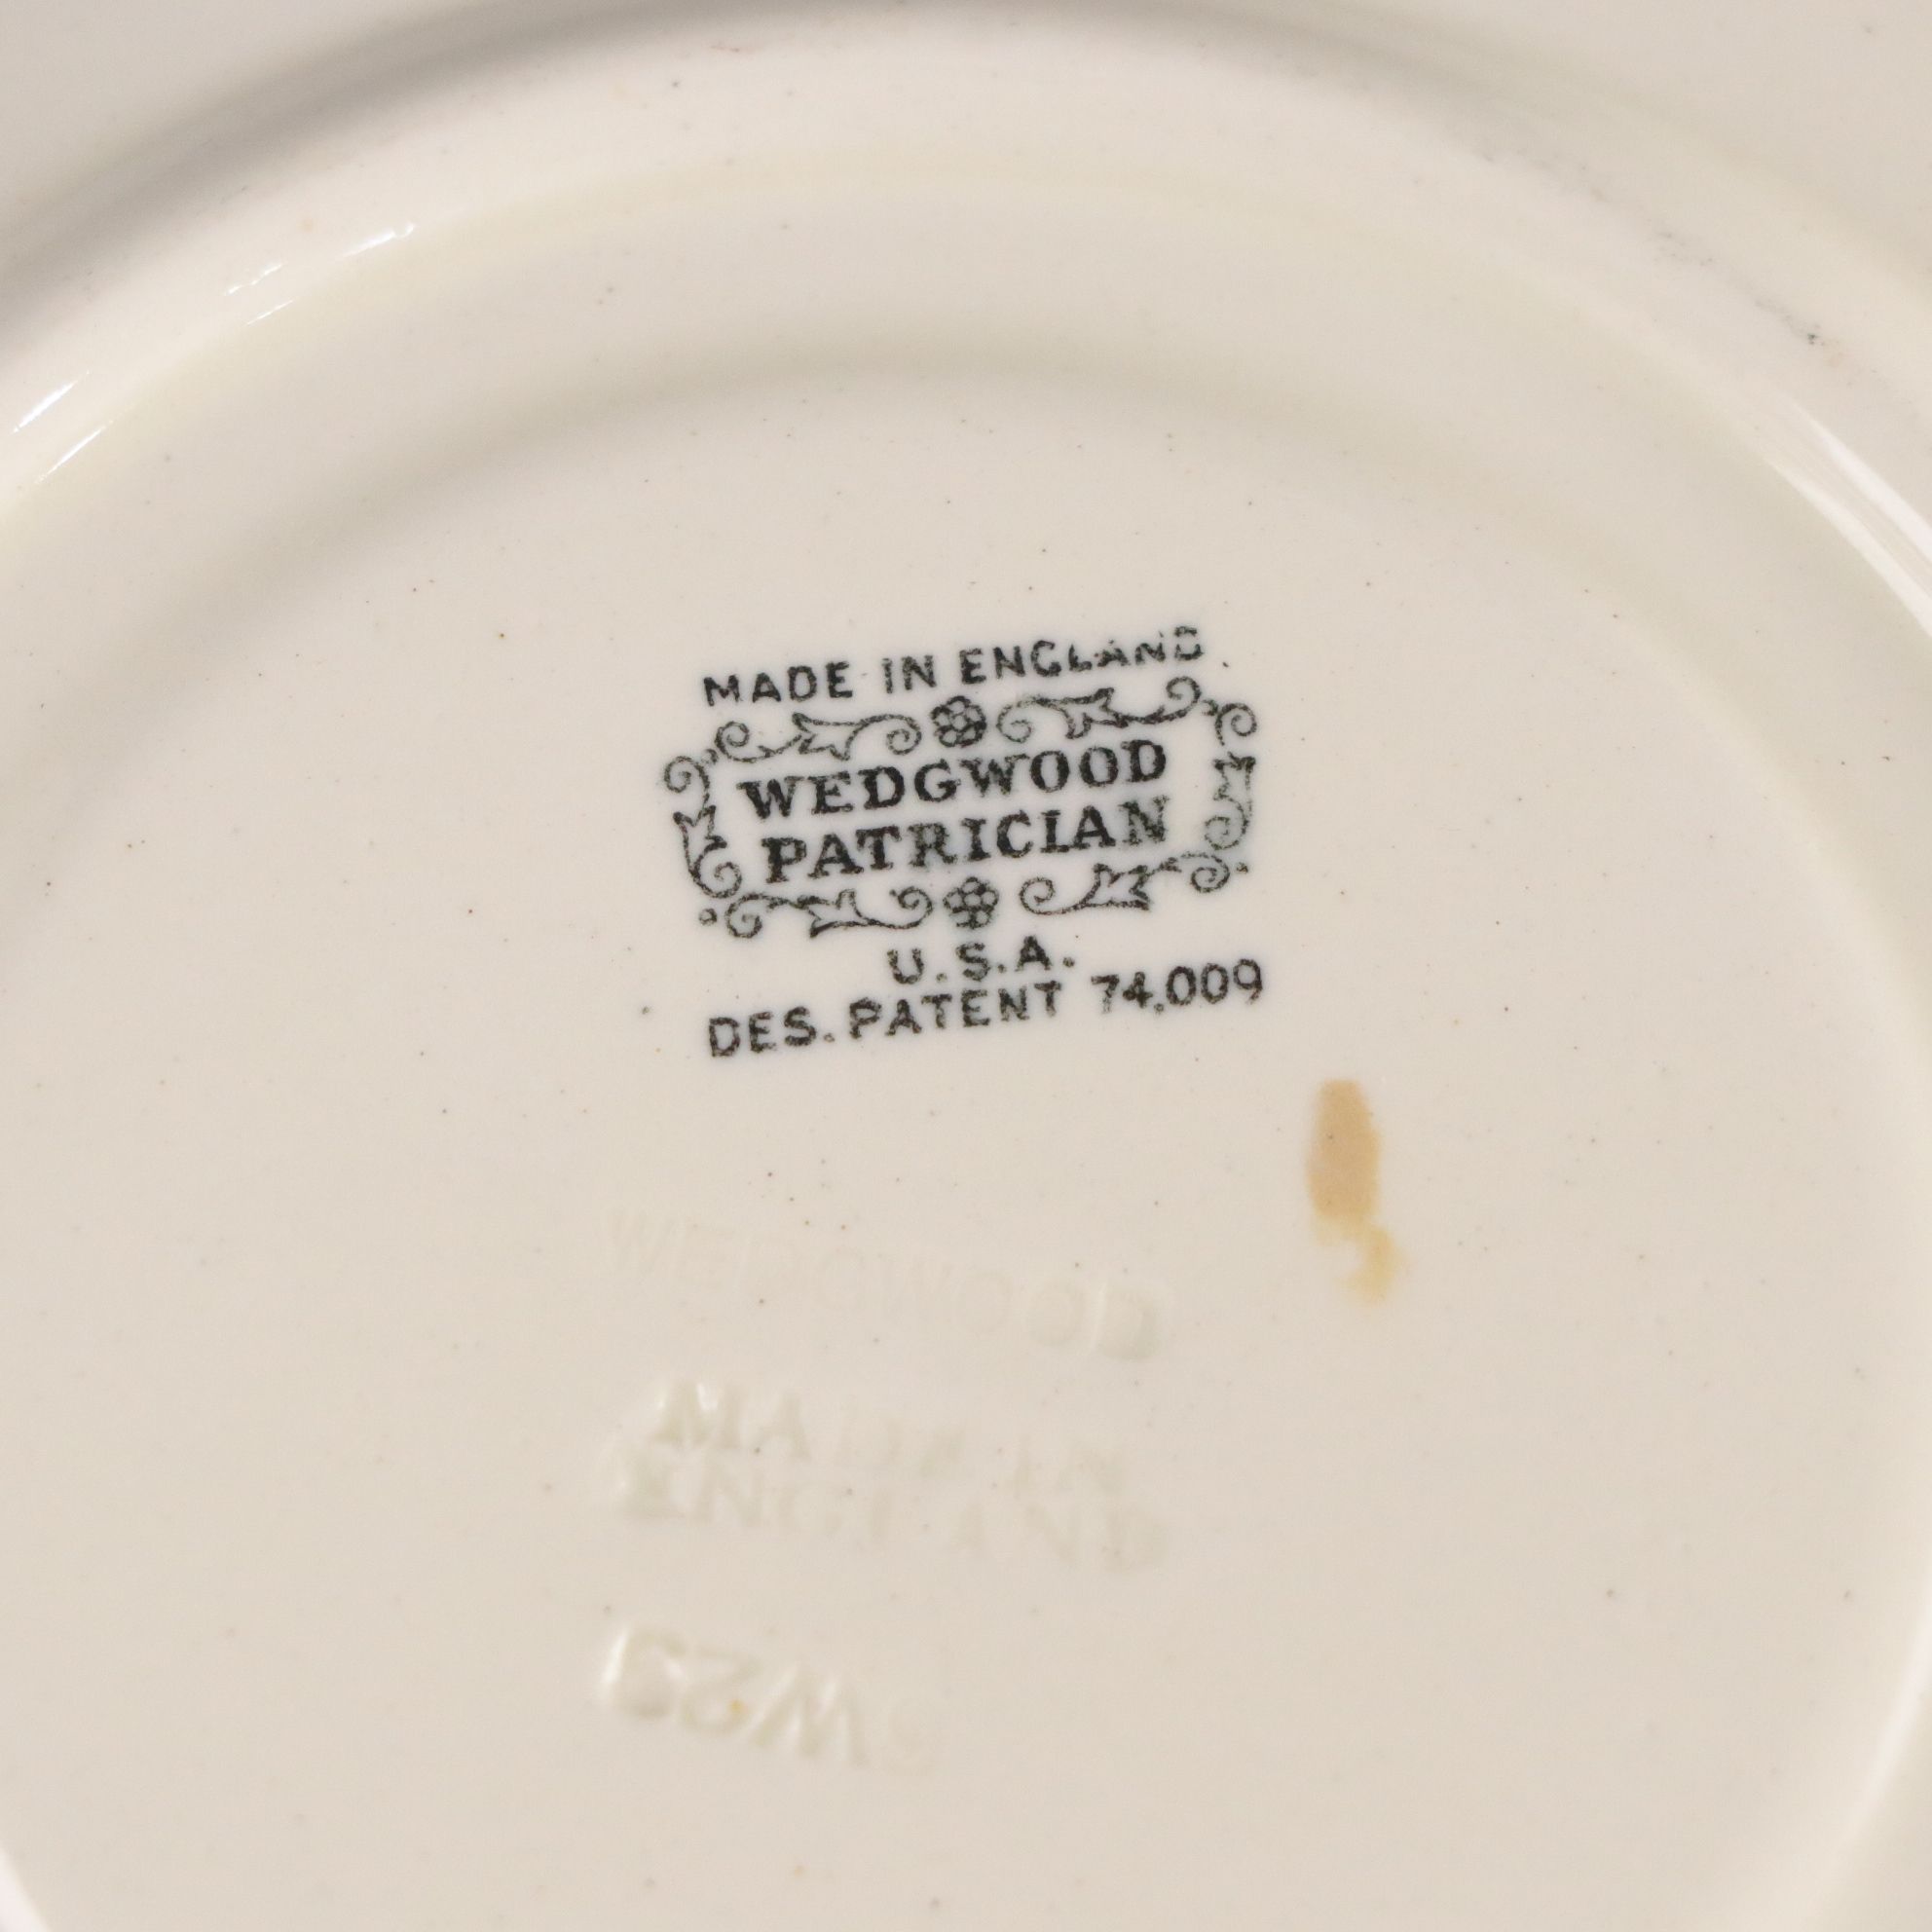 MADE IN ENGLAND
WEDGWOOD
PATRICIAN
U.S.A.
DES. PATENT 74,009
WEDGWOOD
MADE IN
ENGLAND